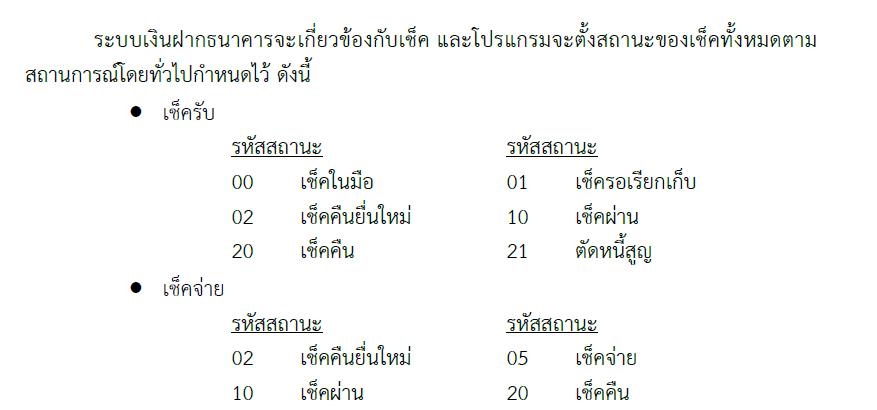 ระบบเงินฝากธนาคารจะเกี่ยวข้องกับเช็ค และโปรแกรมจะตั้งสถานะของเช็คทั้งหมดตาม
สถานการณ์โดยทั่วไปกำหนดไว้ ดังนี้
● เช็ครับ
รหัสสถานะ รหัสสถานะ
00 เช็คในมือ 01 เช็ครอเรียกเก็บ
02 เช็คคืนยื่นใหม่ 10 เช็คผ่าน
20 เช็คคืน 21 ตัดหนี้สูญ
● เช็คจ่าย
รหัสสถานะ รหัสสถานะ
02 เช็คคืนยื่นใหม่ 05 เช็คจ่าย
10 เช็คผ่าน 20 เช็คคืน